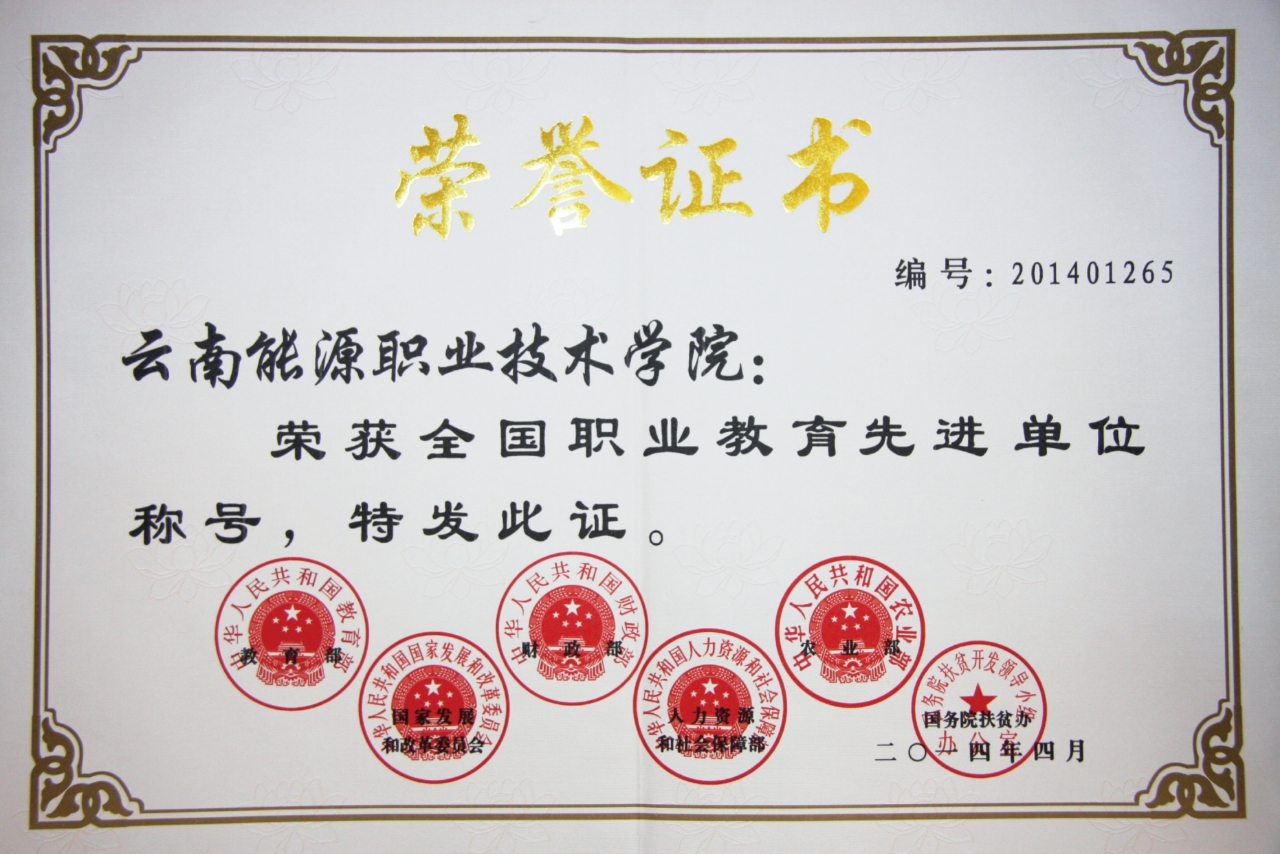 荣誉证书
编号：201401265
云南能源职业技术学院：
荣获全国职业教育先进单位
称号，特发此证。
中华人民共和国教育部
教育部
中华人民共和国国家发展和改革委员会
国家发展
和改革委员会
中华人民共和国财政部
财政部
中华人民共和国人力资源和社会保障部
人力资源
和社会保障部
中华人民共和国农业部
农业部
国务院扶贫开发领导小组
办公室
国务院扶贫办
二〇一四年四月